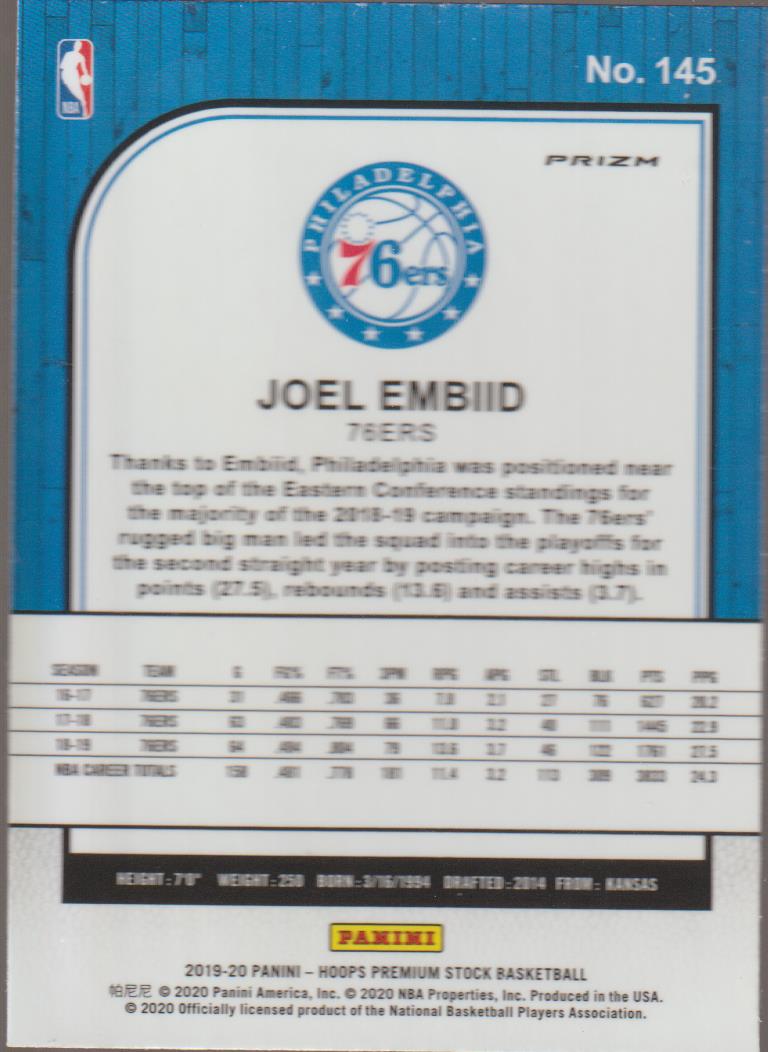 NBA
No. 145
PRIZM
PHILADELPHIA
76ers
JOEL EMBIID
76ERS
Thanks to Embiid, Philadelphia was positioned near
the top of the Eastern Conference standings for
the majority of the 2018-19 campaign. The 76ers'
rugged big man led the squad into the playoffs for
the second straight year by posting career highs in
points (27.5), rebounds (13.6) and assists (3.7).
SEASON TEAM G FG% FT% 3PM RPG APG STL BLK PTS PPG
16-17 76ERS 31 .466 .783 36 7.8 2.1 27 76 627 20.2
17-18 76ERS 63 .483 .769 66 11.0 3.2 40 111 1445 22.9
18-19 76ERS 64 .484 .804 79 13.6 3.7 46 122 1761 27.5
NBA CAREER TOTALS 158 .481 181 11.4 3.2 113 309 3833 24.3
HEIGHT: 7'0" WEIGHT: 250 BORN: 3/16/1994 DRAFTED: 2014 FROM: KANSAS
PANINI
2019-20 PANINI – HOOPS PREMIUM STOCK BASKETBALL
帕尼尼 © 2020 Panini America, Inc. © 2020 NBA Properties, Inc. Produced in the USA.
© 2020 Officially licensed product of the National Basketball Players Association.